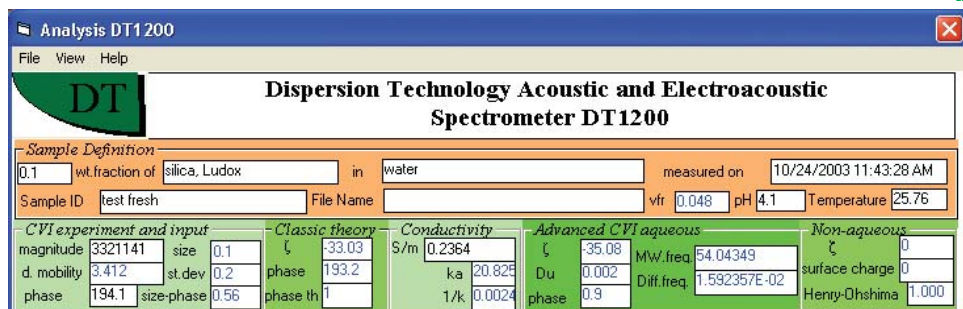 Analysis DT1200
File View Help
DT
Dispersion Technology Acoustic and Electroacoustic
Spectrometer DT1200
Sample Definition
0.1 wt.fraction of silica, Ludox in water measured on 10/24/2003 11:43:28 AM
Sample ID test fresh File Name vfr 0.048 pH 4.1 Temperature 25.76
CVI experiment and input Classic theory Conductivity Advanced CVI aqueous Non-aqueous
magnitude 3321141 size 0.1 ζ -33.03 S/m 0.2364 ζ -35.08 MW.freq. 54.04349 ζ 0
d. mobility 3.412 st.dev 0.2 phase 193.2 ka 20.825 Du 0.002 Diff.freq. 1.592357E-02 surface charge 0
phase 194.1 size-phase 0.56 phase th 1 1/k 0.0024 phase 0.9 Henry-Ohshima 1.000